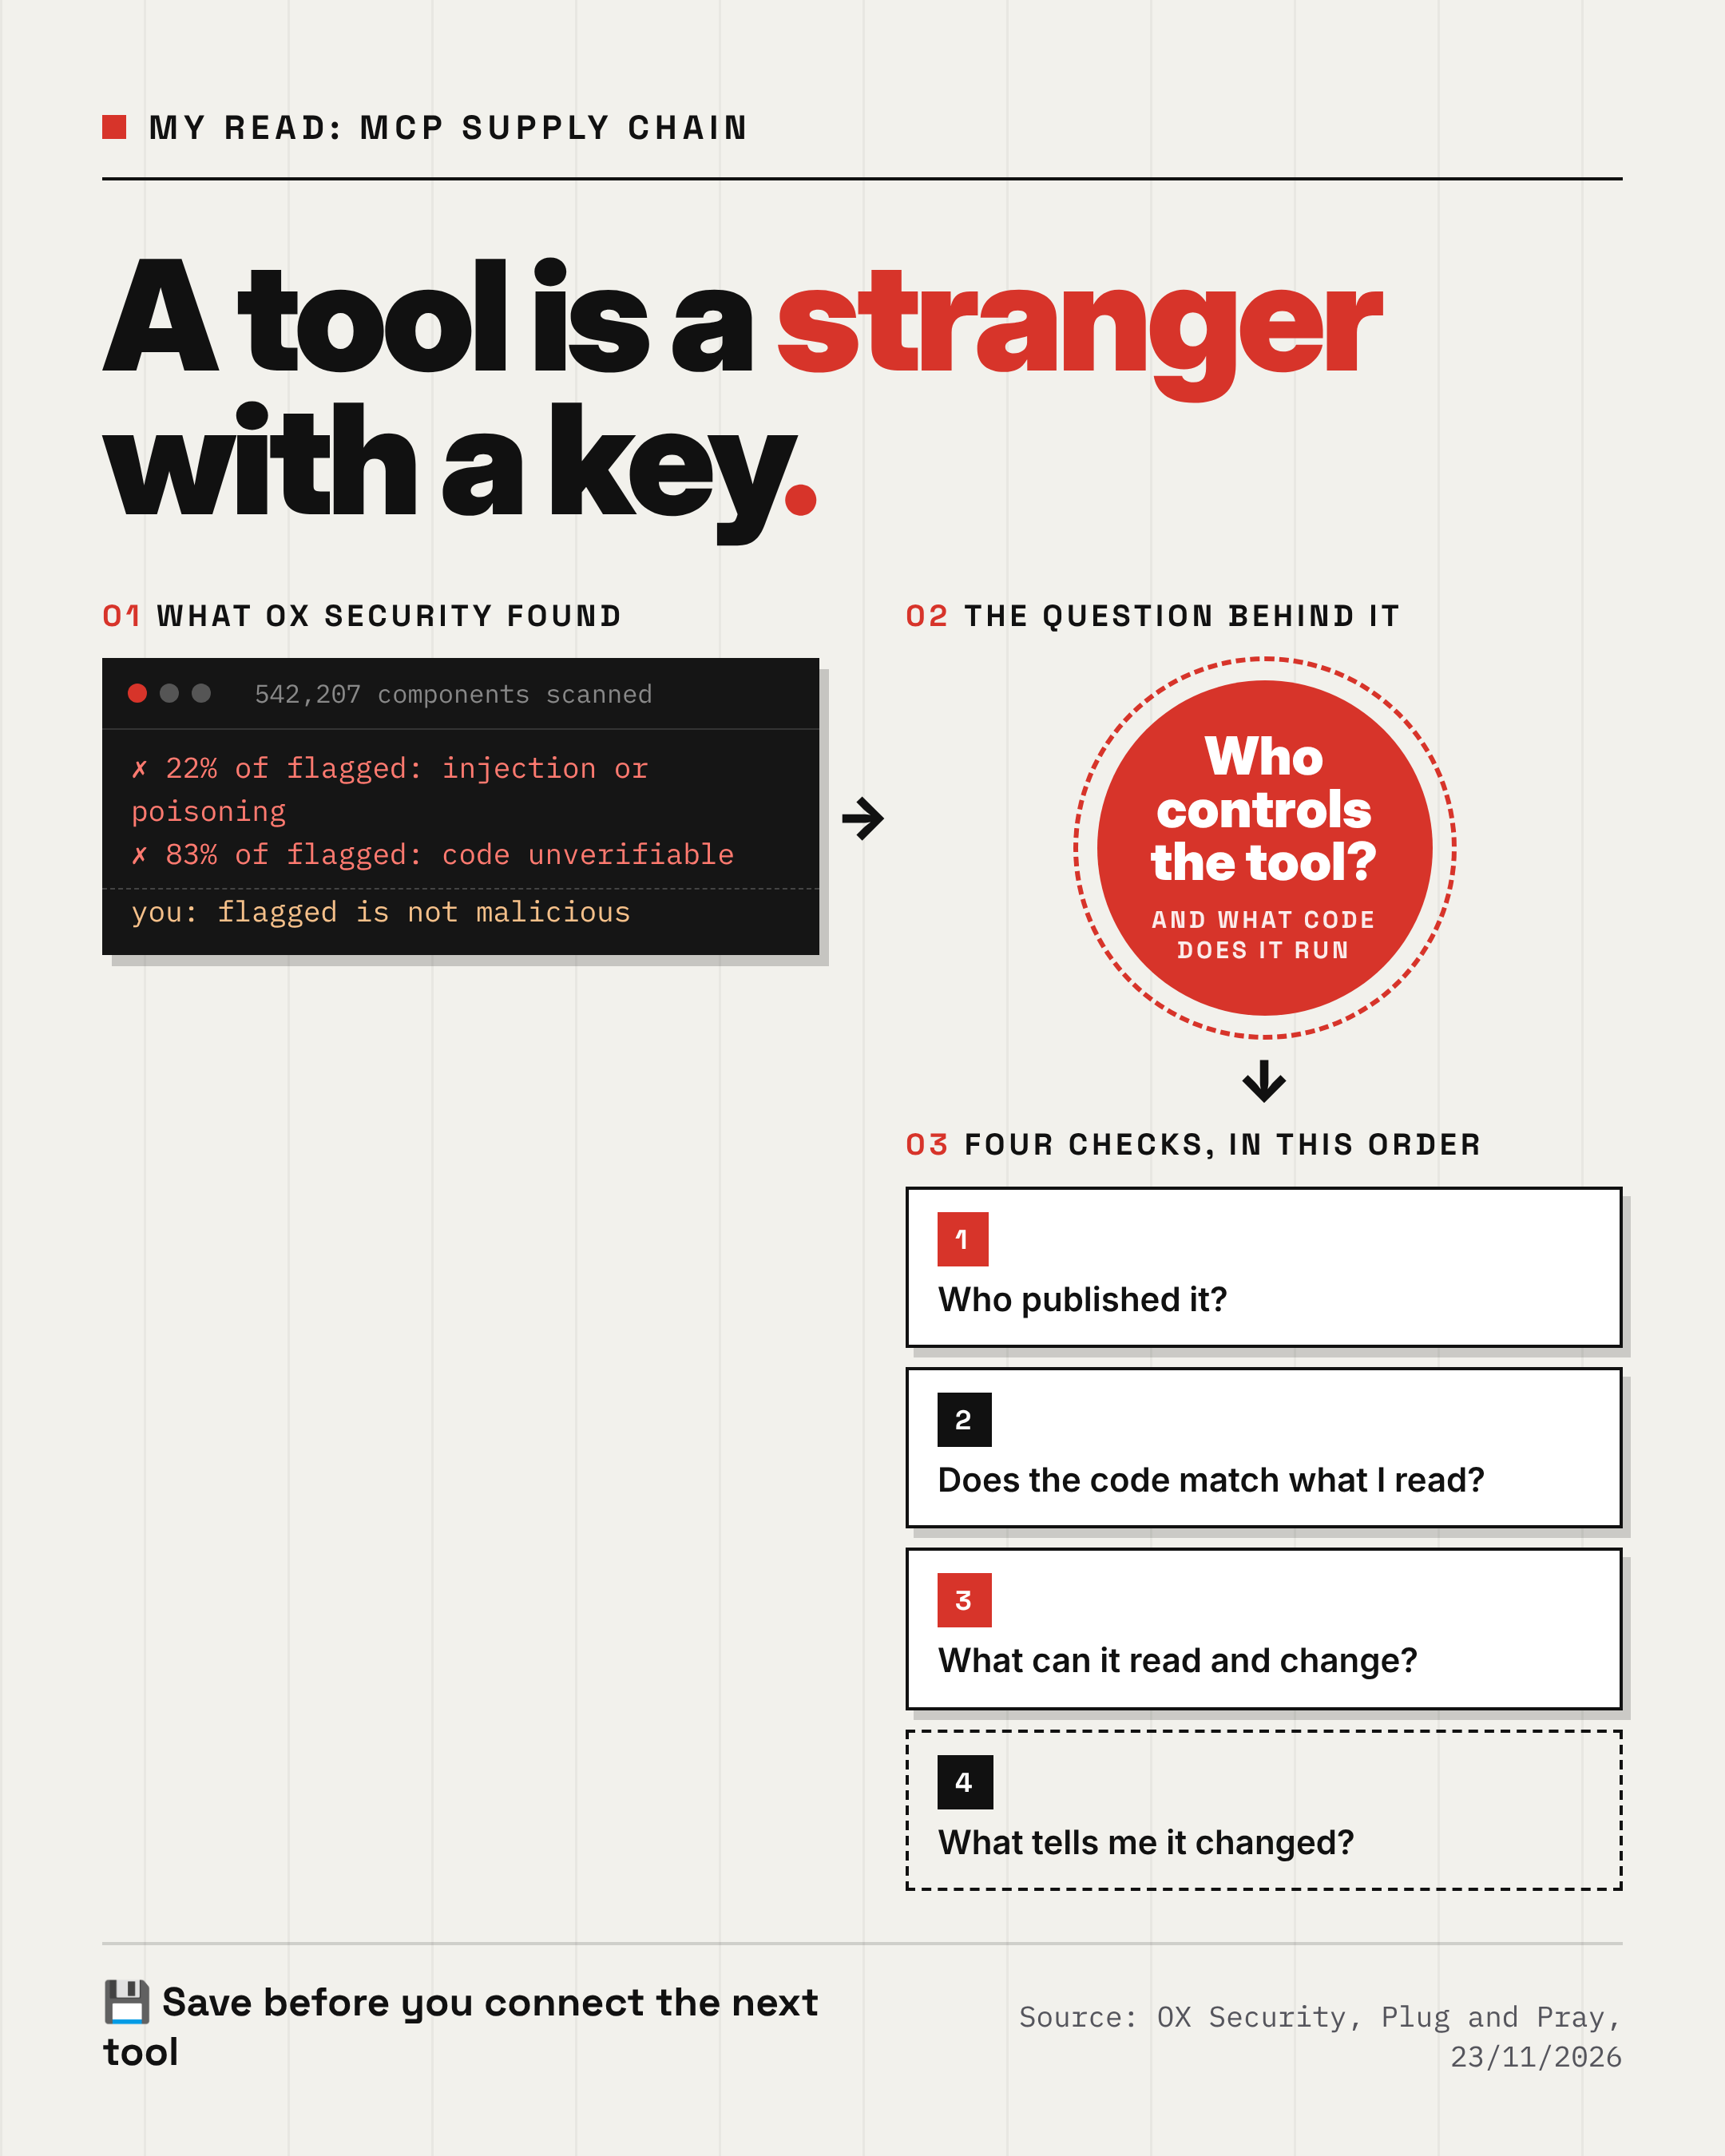 MY READ: MCP SUPPLY CHAIN
A tool is a stranger
with a key.
01 WHAT OX SECURITY FOUND
542,207 components scanned
✗ 22% of flagged: injection or
poisoning
✗ 83% of flagged: code unverifiable
you: flagged is not malicious
→
02 THE QUESTION BEHIND IT
Who
controls
the tool?
AND WHAT CODE
DOES IT RUN
↓
03 FOUR CHECKS, IN THIS ORDER
1
Who published it?
2
Does the code match what I read?
3
What can it read and change?
4
What tells me it changed?
💾 Save before you connect the next
tool
Source: OX Security, Plug and Pray,
23/11/2026